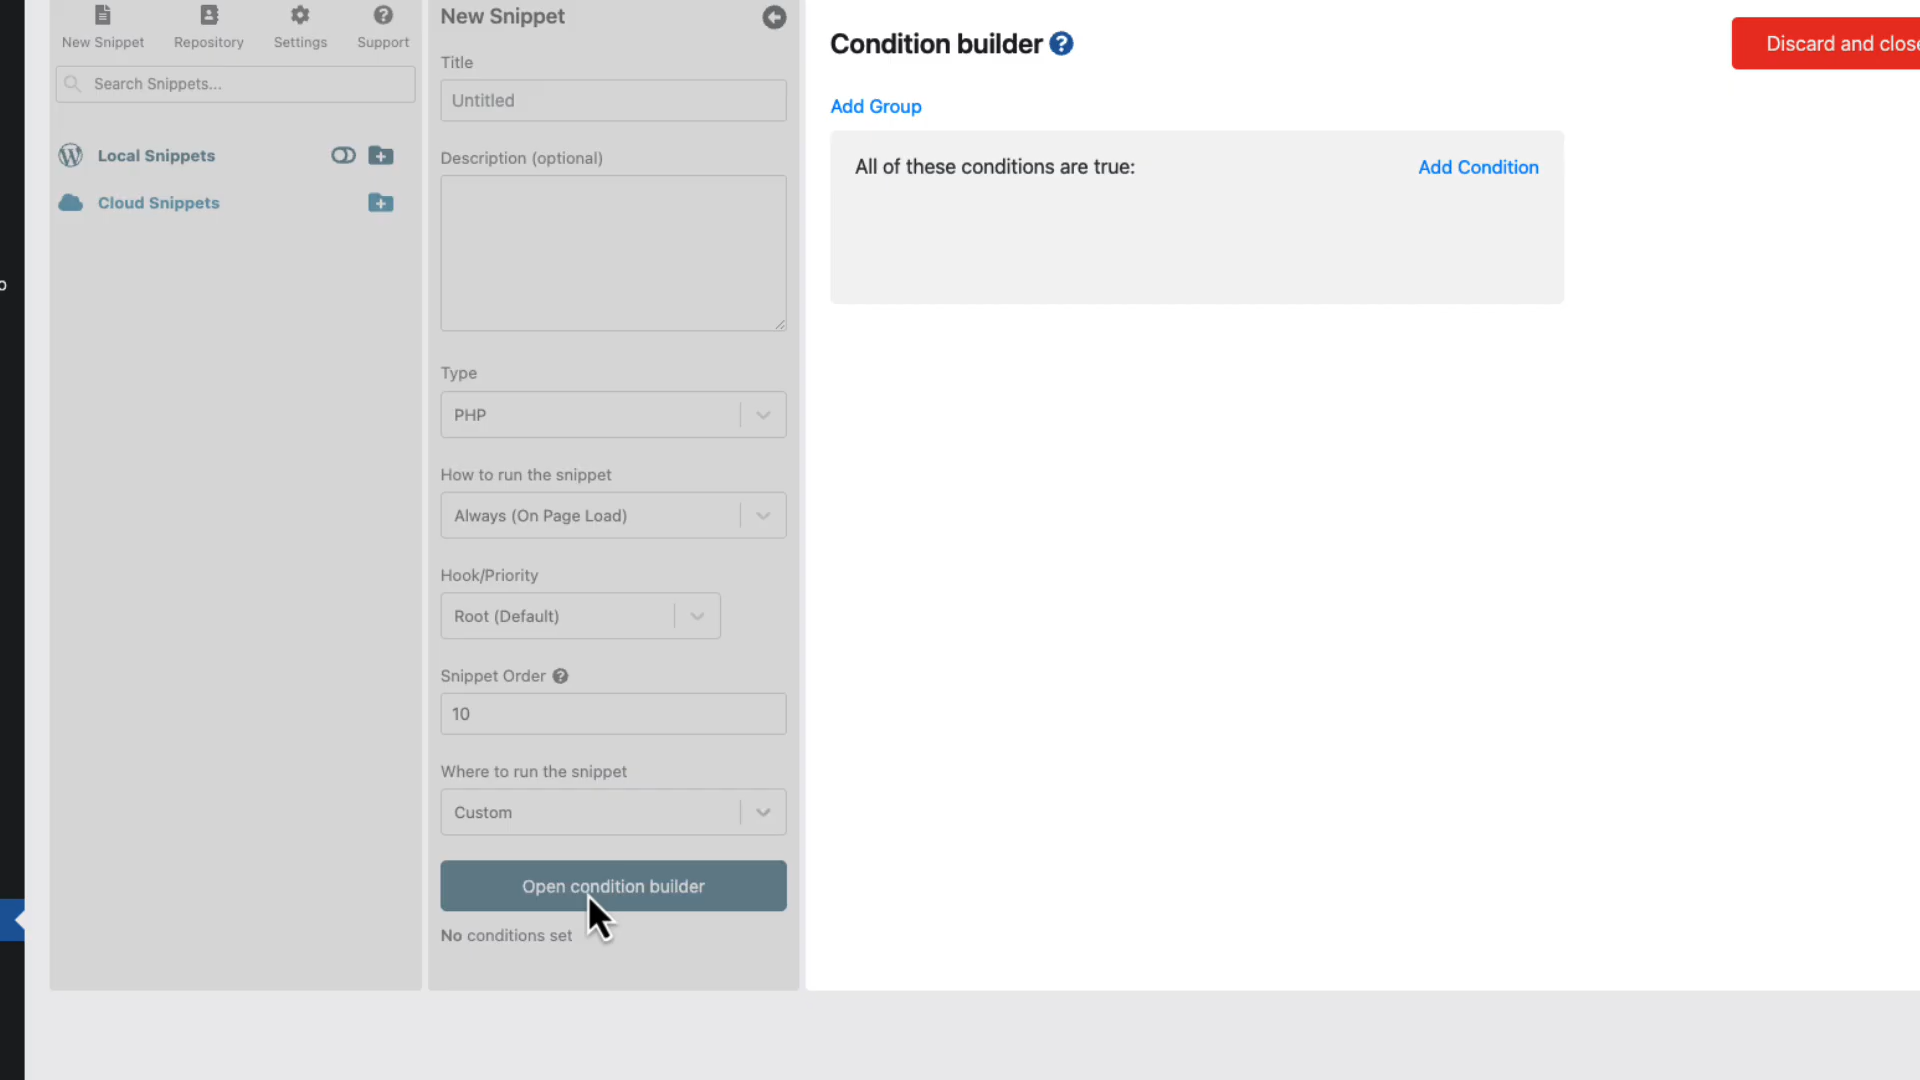 New Snippet
Repository
Settings
Support
Search Snippets...
Local Snippets
Cloud Snippets
New Snippet
Title
Untitled
Description (optional)
Type
PHP
How to run the snippet
Always (On Page Load)
Hook/Priority
Root (Default)
Snippet Order
10
Where to run the snippet
Custom
Open condition builder
No conditions set
Condition builder
Discard and close
Add Group
All of these conditions are true:
Add Condition